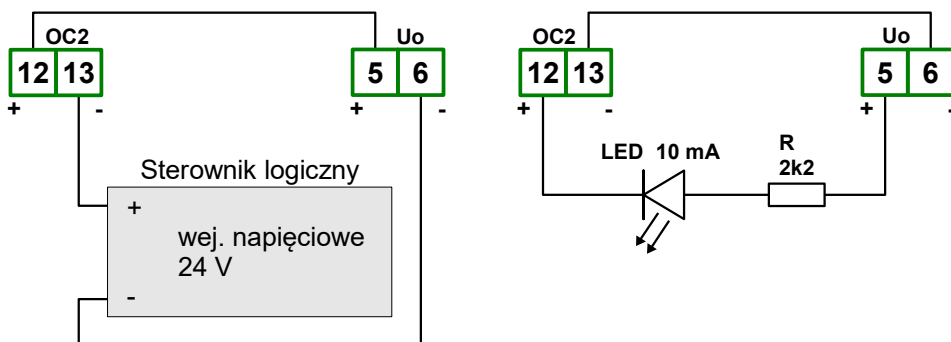 OC2
12 13
+ -
Uo
5 6
+ -
Sterownik logiczny
+
wej. napięciowe
24 V
-
OC2
12 13
+ -
Uo
5 6
+ -
LED 10 mA
R
2k2